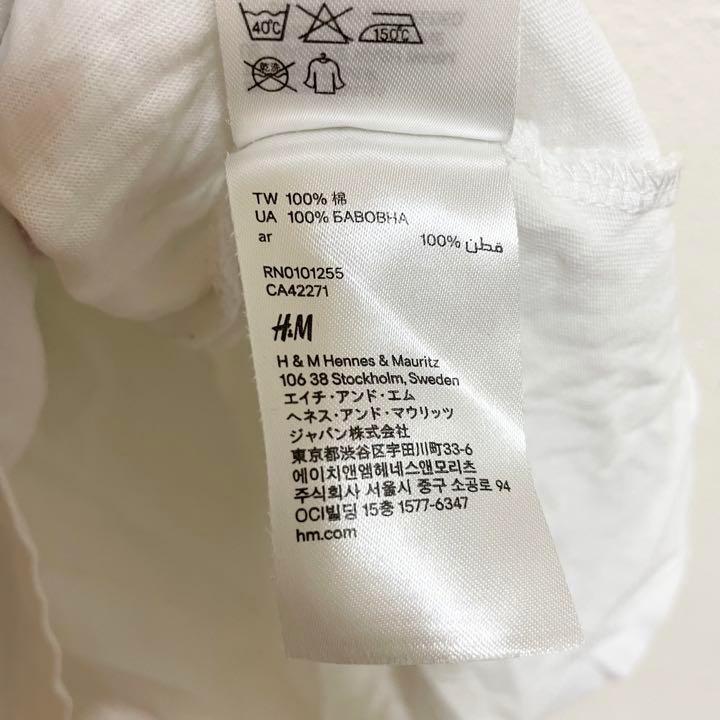 40℃ 150℃
乾洗
TW 100% 棉
UA 100% БАВОВНА
ar 100% قطن
RN0101255
CA42271
H&M
H & M Hennes & Mauritz
106 38 Stockholm, Sweden
エイチ・アンド・エム
ヘネス・アンド・マウリッツ
ジャパン株式会社
東京都渋谷区宇田川町33-6
에이치앤엠헤네스앤모리츠
주식회사 서울시 중구 소공로 94
OCI빌딩 15층 1577-6347
hm.com